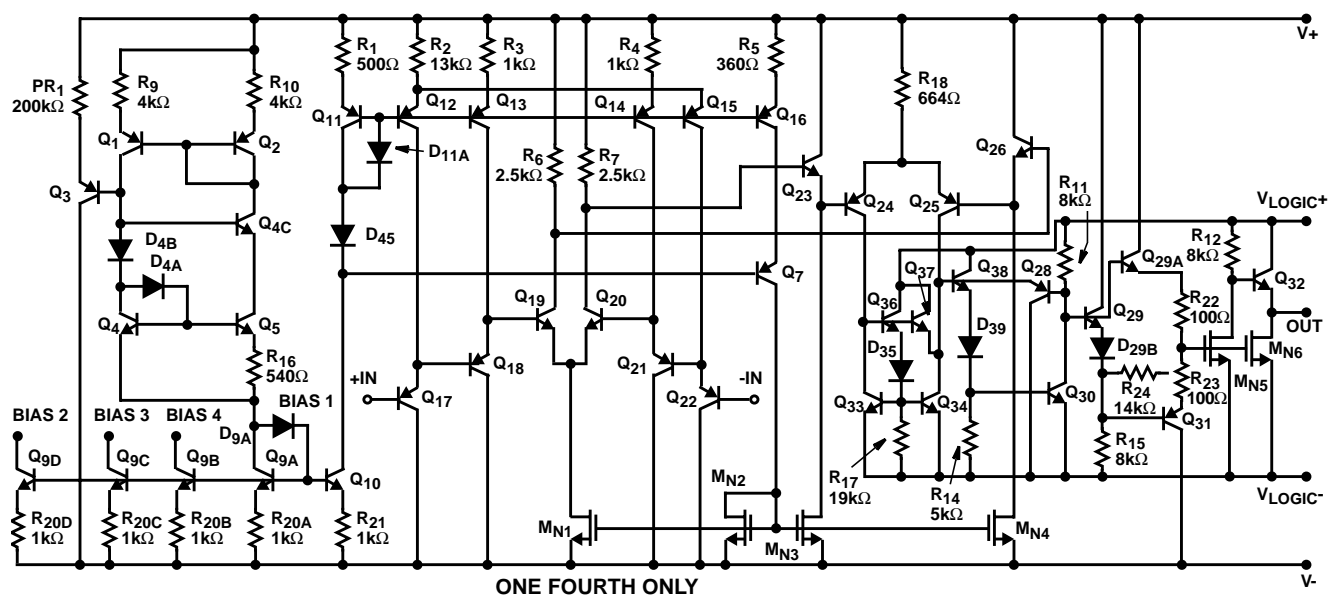 V+
PR1
200kΩ
R9
4kΩ
R10
4kΩ
R1
500Ω
R2
13kΩ
R3
1kΩ
R4
1kΩ
R5
360Ω
R18
664Ω
Q1
Q2
Q3
Q4C
D4B
D4A
Q4
Q5
R16
540Ω
Q11
Q12
Q13
D11A
D45
R6
2.5kΩ
R7
2.5kΩ
Q14
Q15
Q16
Q23
Q24
Q25
Q26
Q7
Q19
Q20
Q18
Q21
+IN
Q17
Q22
-IN
R11
8kΩ
VLOGIC+
R12
8kΩ
Q29A
Q32
Q37
Q38
Q28
Q36
Q29
R22
100Ω
OUT
D35
D39
D29B
MN6
MN5
R24
14kΩ
R23
100Ω
Q33
Q34
Q30
Q31
R15
8kΩ
R17
19kΩ
R14
5kΩ
VLOGIC-
BIAS 2
BIAS 3
BIAS 4
BIAS 1
D9A
Q9D
Q9C
Q9B
Q9A
Q10
R20D
1kΩ
R20C
1kΩ
R20B
1kΩ
R20A
1kΩ
R21
1kΩ
MN1
MN2
MN3
MN4
V-
ONE FOURTH ONLY